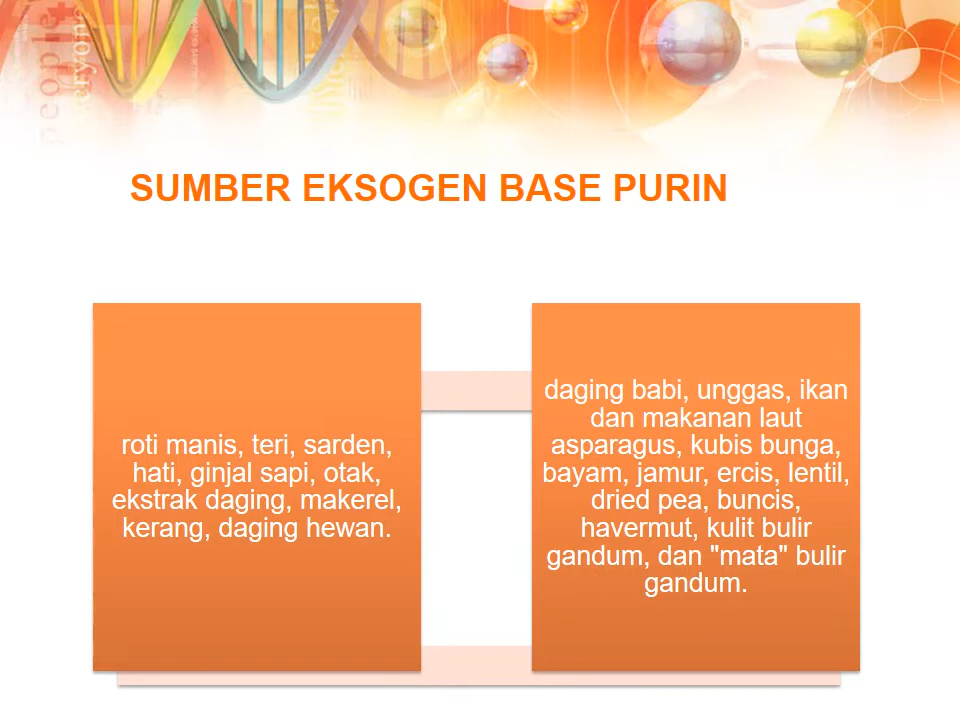 people
eryone
SUMBER EKSOGEN BASE PURIN
roti manis, teri, sarden,
hati, ginjal sapi, otak,
ekstrak daging, makerel,
kerang, daging hewan.
daging babi, unggas, ikan
dan makanan laut
asparagus, kubis bunga,
bayam, jamur, ercis, lentil,
dried pea, buncis,
havermut, kulit bulir
gandum, dan "mata" bulir
gandum.